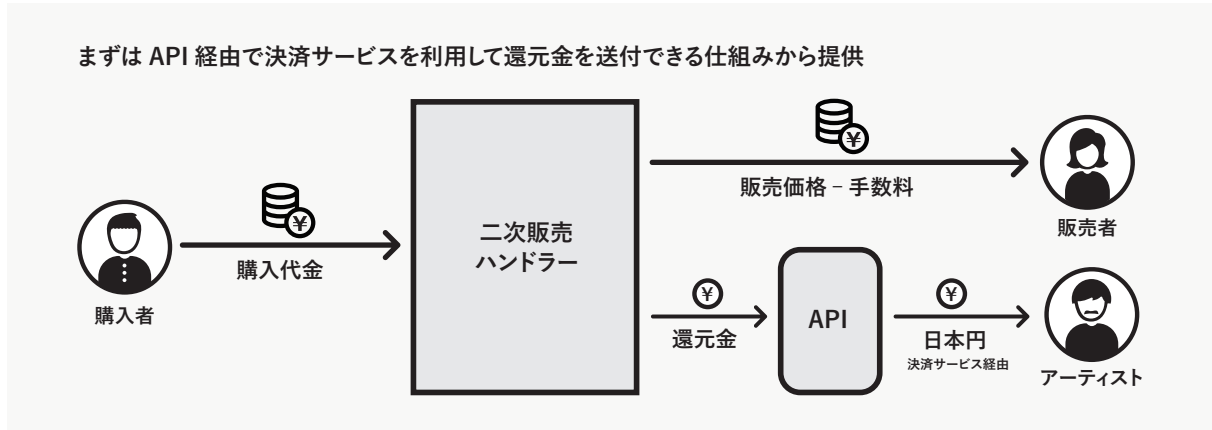 まずは API 経由で決済サービスを利用して還元金を送付できる仕組みから提供
¥
購入代金
購入者
二次販売
ハンドラー
¥
販売価格 – 手数料
販売者
¥
還元金
API
¥
日本円
決済サービス経由
アーティスト